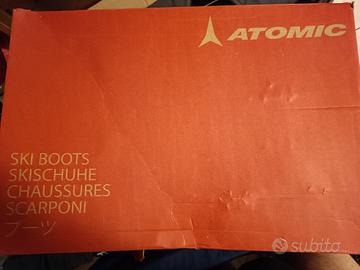 ATOMIC
SKI BOOTS
SKISCHUHE
CHAUSSURES
SCARPONI
ブーツ
subito